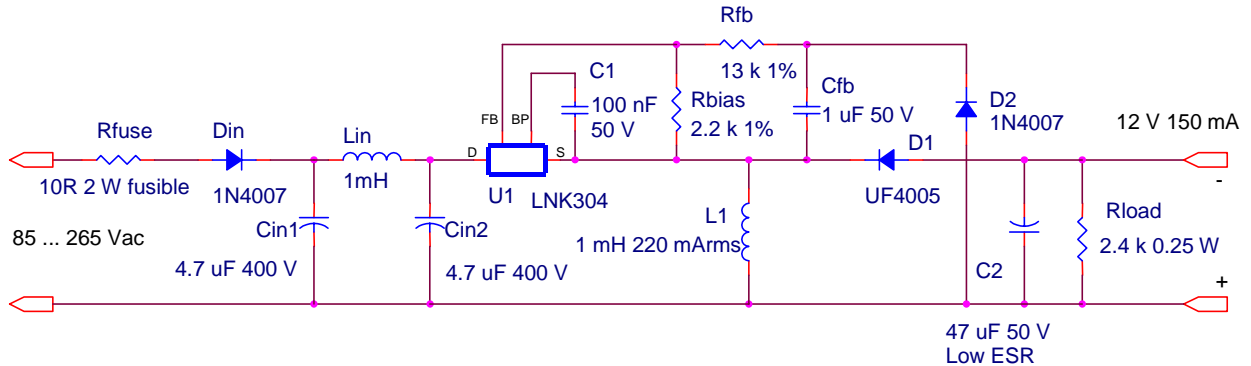 Rfb
13 k 1%
C1
100 nF
50 V
Rbias
2.2 k 1%
Cfb
1 uF 50 V
D2
1N4007
12 V 150 mA
FB
BP
Rfuse
10R 2 W fusible
Din
1N4007
Lin
1mH
D
S
U1
LNK304
D1
UF4005
-
85 ... 265 Vac
Cin1
4.7 uF 400 V
Cin2
4.7 uF 400 V
L1
1 mH 220 mArms
C2
47 uF 50 V
Low ESR
Rload
2.4 k 0.25 W
+